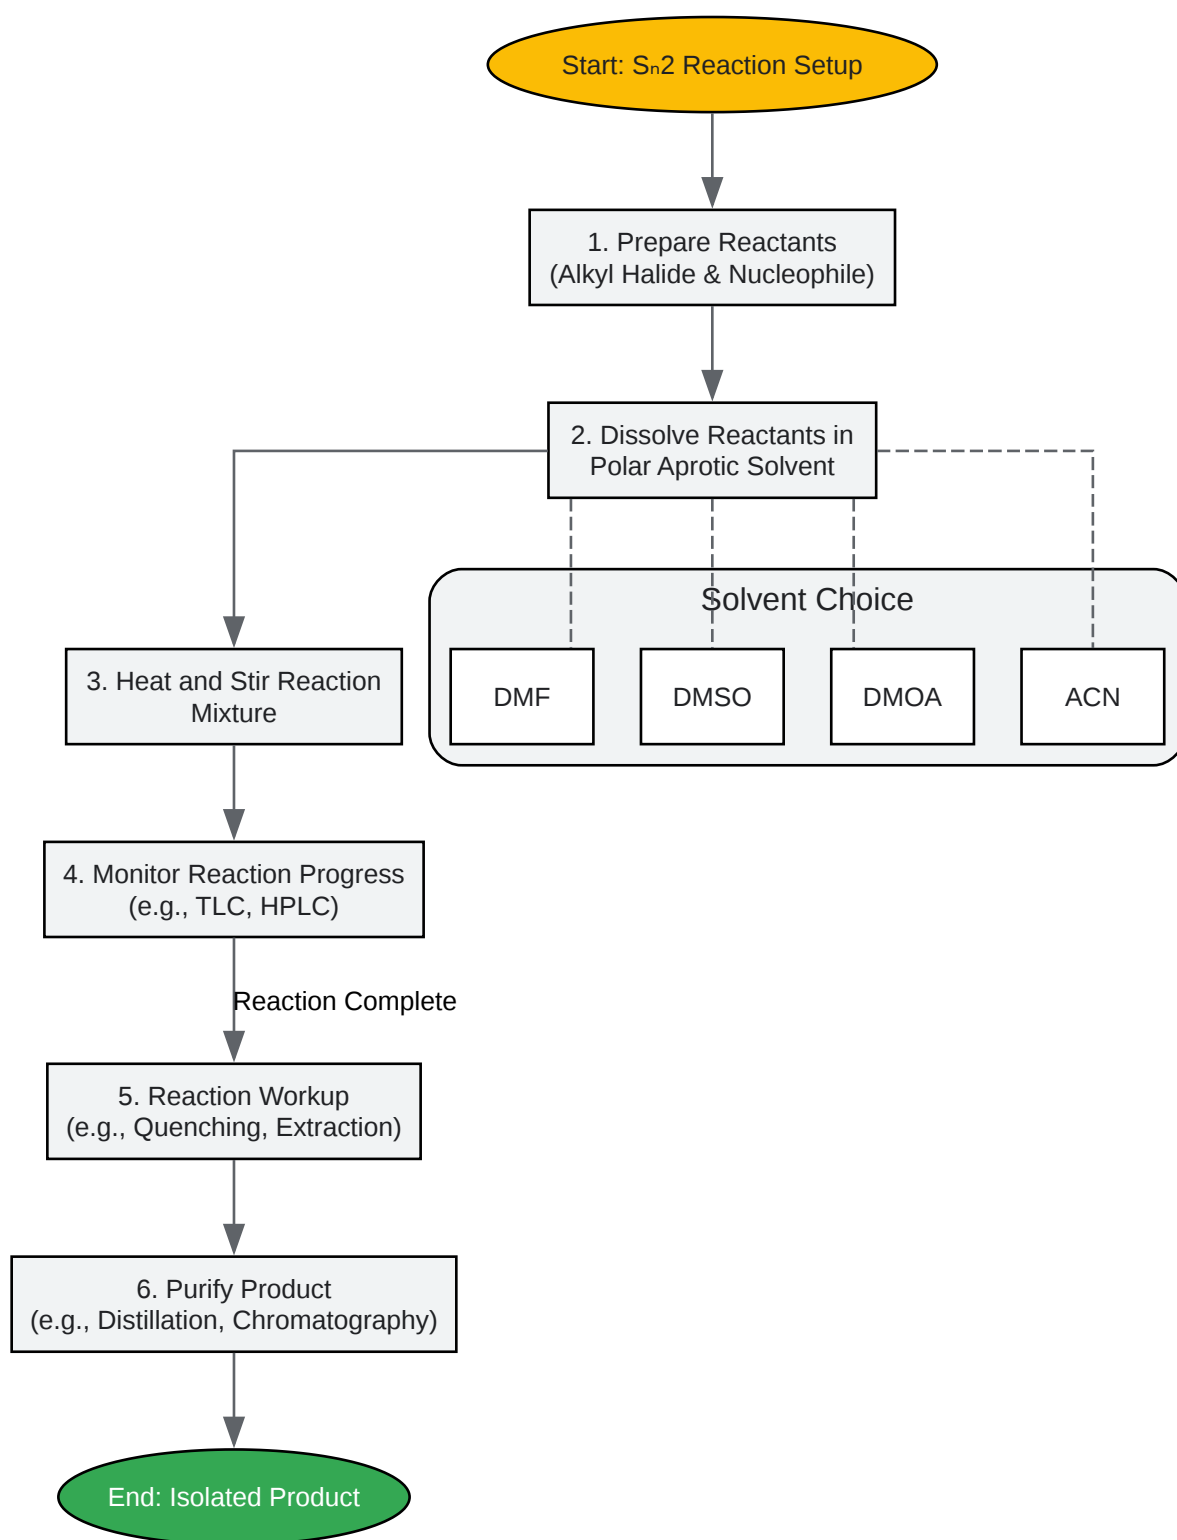 Start: Sₙ2 Reaction Setup
1. Prepare Reactants
(Alkyl Halide & Nucleophile)
2. Dissolve Reactants in
Polar Aprotic Solvent
Solvent Choice
3. Heat and Stir Reaction
Mixture
DMF
DMSO
DMOA
ACN
4. Monitor Reaction Progress
(e.g., TLC, HPLC)
Reaction Complete
5. Reaction Workup
(e.g., Quenching, Extraction)
6. Purify Product
(e.g., Distillation, Chromatography)
End: Isolated Product